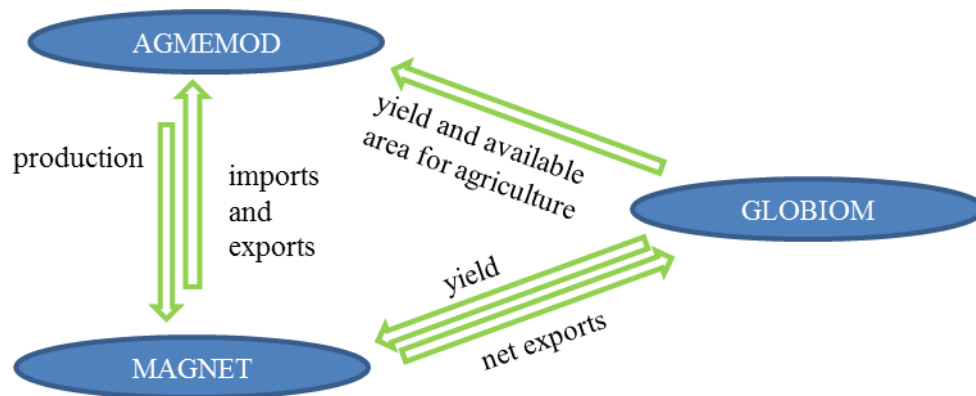 AGMEMOD
production
imports
and
exports
yield and available
area for agriculture
GLOBIOM
yield
net exports
MAGNET